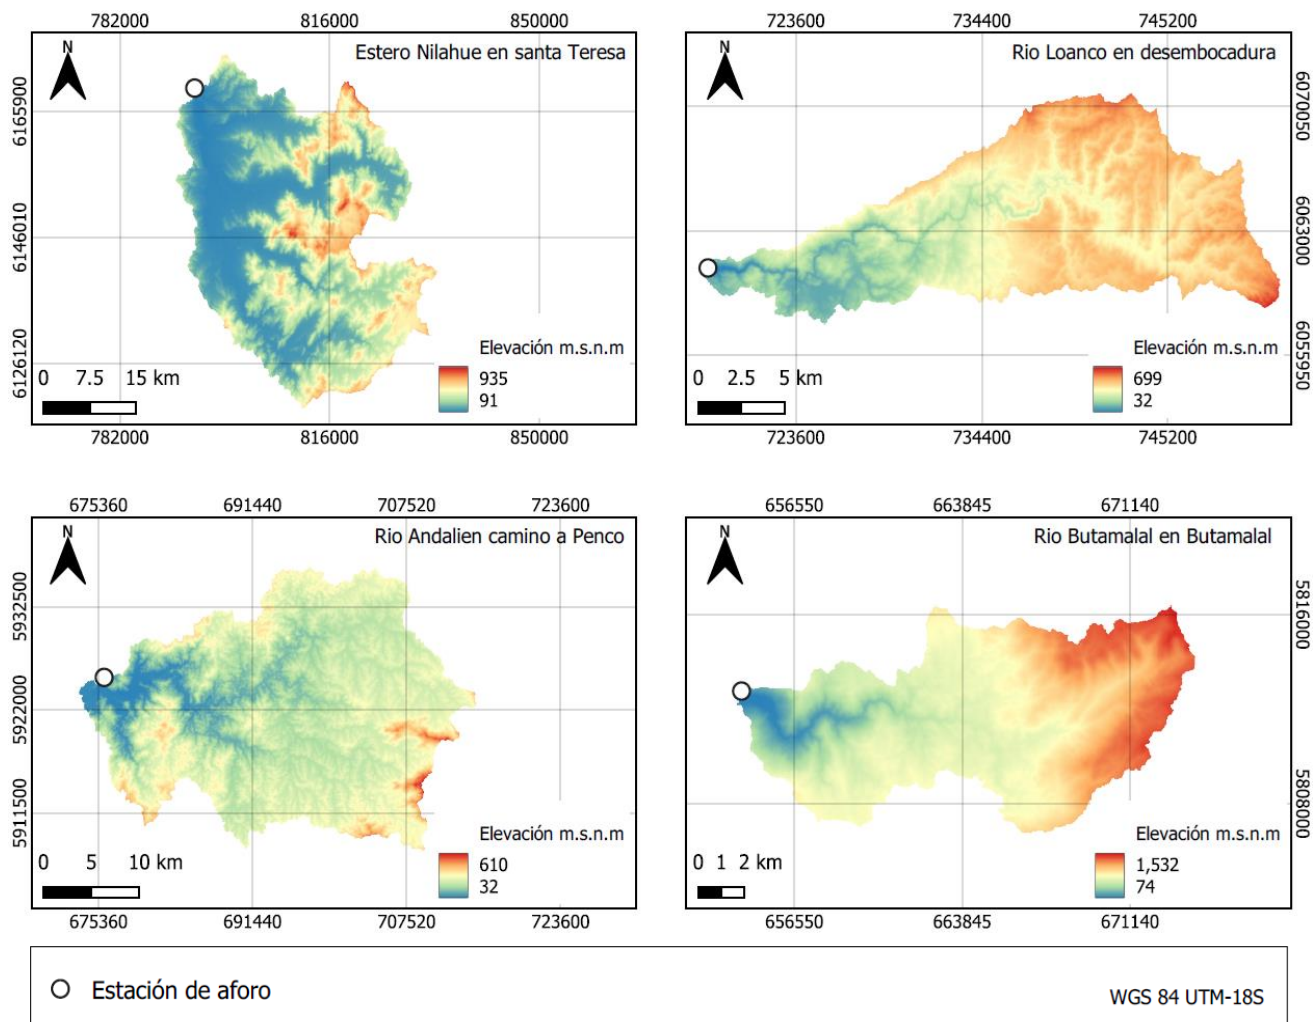 782000 816000 850000
N
Estero Nilahue en santa Teresa
6165900
6146010
6126120
Elevación m.s.n.m
935
91
0 7.5 15 km
782000 816000 850000
723600 734400 745200
N
Rio Loanco en desembocadura
6070050
6063000
6055950
Elevación m.s.n.m
699
32
0 2.5 5 km
723600 734400 745200
675360 691440 707520 723600
N
Rio Andalien camino a Penco
5932500
5922000
5911500
Elevación m.s.n.m
610
32
0 5 10 km
675360 691440 707520 723600
656550 663845 671140
N
Rio Butamalal en Butamalal
5816000
5808000
Elevación m.s.n.m
1,532
74
0 1 2 km
656550 663845 671140
Estación de aforo
WGS 84 UTM-18S